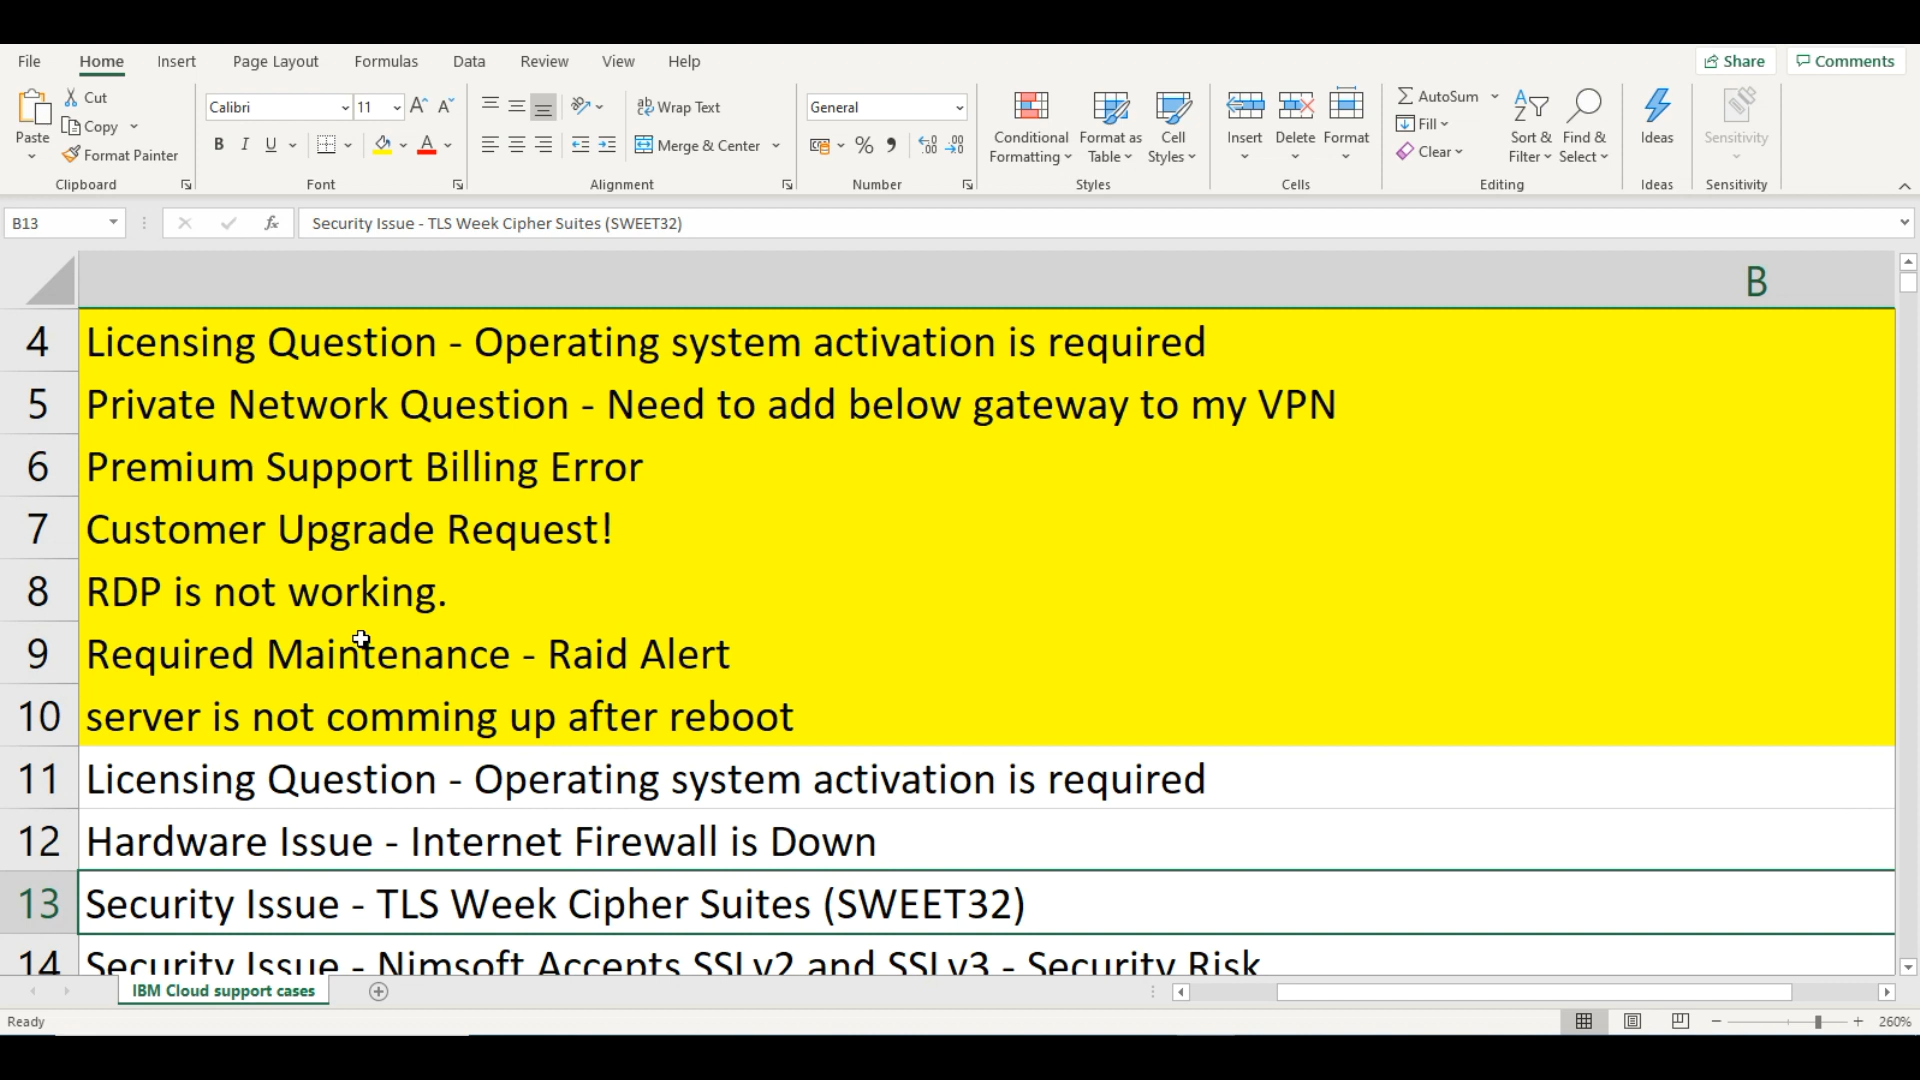 File Home Insert Page Layout Formulas Data Review View Help Share Comments
Paste Cut Copy Format Painter Clipboard
Calibri 11 B I U A Font
ab Wrap Text Merge & Center Alignment
General % Number
Conditional Formatting Format as Table Cell Styles Styles
Insert Delete Format Cells
AutoSum Fill Clear Sort & Filter Find & Select Editing
Ideas Ideas
Sensitivity Sensitivity
B13 fx Security Issue - TLS Week Cipher Suites (SWEET32)
B
4 Licensing Question - Operating system activation is required
5 Private Network Question - Need to add below gateway to my VPN
6 Premium Support Billing Error
7 Customer Upgrade Request!
8 RDP is not working.
9 Required Maintenance - Raid Alert
10 server is not comming up after reboot
11 Licensing Question - Operating system activation is required
12 Hardware Issue - Internet Firewall is Down
13 Security Issue - TLS Week Cipher Suites (SWEET32)
14 Security Issue - Nimsoft Accepts SSLv2 and SSLv3 - Security Risk
IBM Cloud support cases
Ready 260%